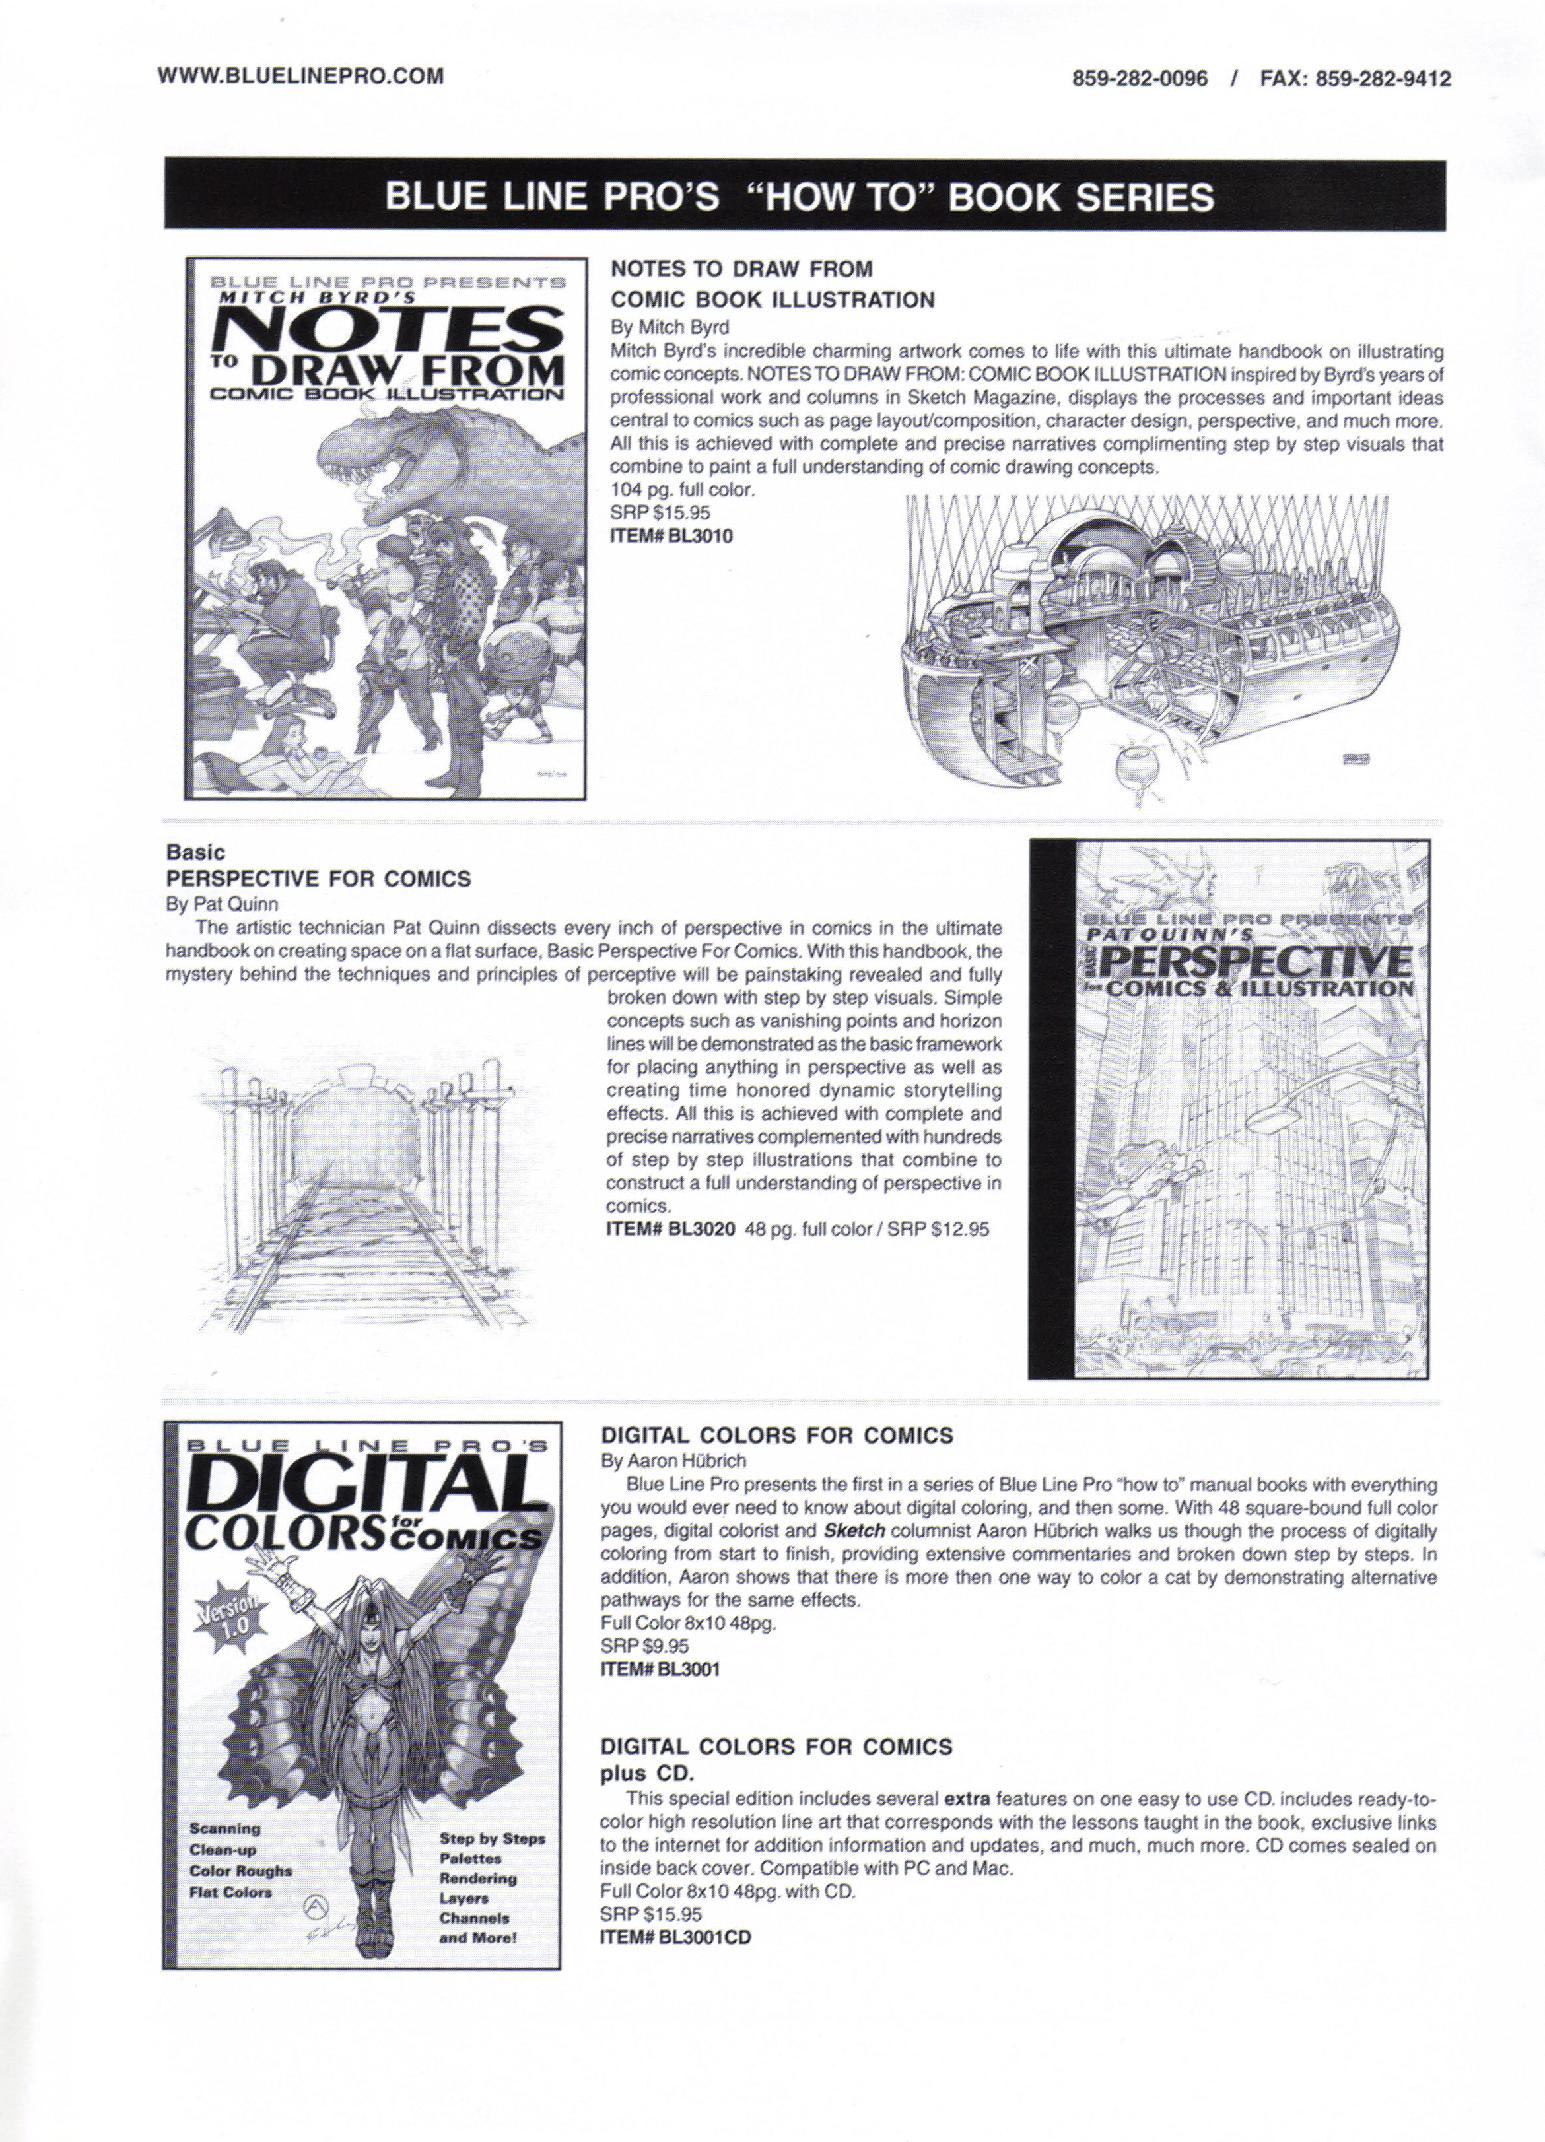 WWW.BLUELINEPRO.COM
859-282-0096 / FAX: 859-282-9412
BLUE LINE PRO'S “HOW TO” BOOK SERIES
BLUE LINE PRO PRESENTS
MITCH BYRD'S
NOTES
TO DRAW FROM
COMIC BOOK ILLUSTRATION
NOTES TO DRAW FROM
COMIC BOOK ILLUSTRATION
By Mitch Byrd
Mitch Byrd's incredible charming artwork comes to life with this ultimate handbook on illustrating
comic concepts. NOTES TO DRAW FROM: COMIC BOOK ILLUSTRATION inspired by Byrd's years of
professional work and columns in Sketch Magazine, displays the processes and important ideas
central to comics such as page layout/composition, character design, perspective, and much more.
All this is achieved with complete and precise narratives complimenting step by step visuals that
combine to paint a full understanding of comic drawing concepts.
104 pg. full color.
SRP $15.95
ITEM# BL3010
Basic
PERSPECTIVE FOR COMICS
By Pat Quinn
The artistic technician Pat Quinn dissects every inch of perspective in comics in the ultimate
handbook on creating space on a flat surface, Basic Perspective For Comics. With this handbook, the
mystery behind the techniques and principles of perceptive will be painstaking revealed and fully
broken down with step by step visuals. Simple
concepts such as vanishing points and horizon
lines will be demonstrated as the basic framework
for placing anything in perspective as well as
creating time honored dynamic storytelling
effects. All this is achieved with complete and
precise narratives complemented with hundreds
of step by step illustrations that combine to
construct a full understanding of perspective in
comics.
ITEM# BL3020 48 pg. full color / SRP $12.95
BLUE LINE PRO PRESENTS
PAT QUINN'S
BASIC PERSPECTIVE
for COMICS & ILLUSTRATION
BLUE LINE PRO'S
DIGITAL
COLORS for COMICS
Version
1.0
Scanning
Clean-up
Color Roughs
Flat Colors
Step by Steps
Palettes
Rendering
Layers
Channels
and More!
DIGITAL COLORS FOR COMICS
By Aaron Hübrich
Blue Line Pro presents the first in a series of Blue Line Pro “how to” manual books with everything
you would ever need to know about digital coloring, and then some. With 48 square-bound full color
pages, digital colorist and Sketch columnist Aaron Hübrich walks us though the process of digitally
coloring from start to finish, providing extensive commentaries and broken down step by steps. In
addition, Aaron shows that there is more then one way to color a cat by demonstrating alternative
pathways for the same effects.
Full Color 8x10 48pg.
SRP $9.95
ITEM# BL3001
DIGITAL COLORS FOR COMICS
plus CD.
This special edition includes several extra features on one easy to use CD. includes ready-to-
color high resolution line art that corresponds with the lessons taught in the book, exclusive links
to the internet for addition information and updates, and much, much more. CD comes sealed on
inside back cover. Compatible with PC and Mac.
Full Color 8x10 48pg. with CD.
SRP $15.95
ITEM# BL3001CD